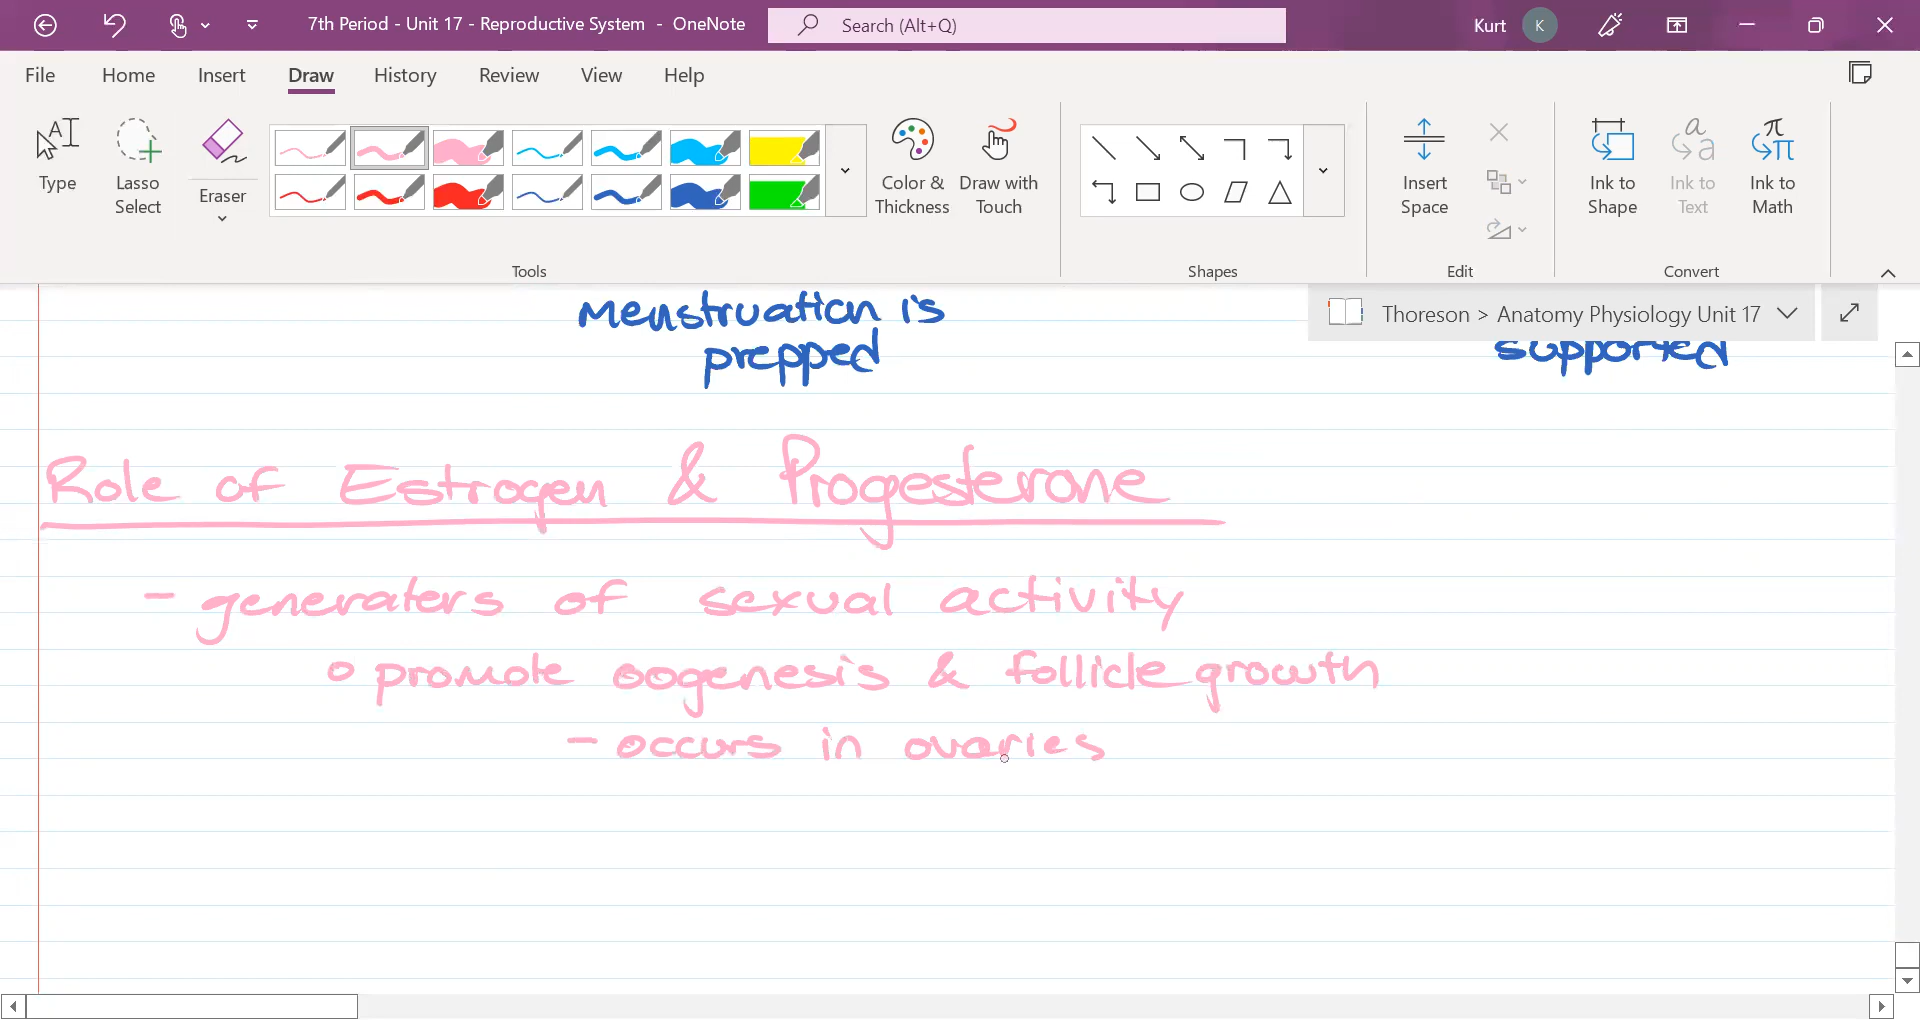 7th Period - Unit 17 - Reproductive System - OneNote
Search (Alt+Q)
Kurt K
File Home Insert Draw History Review View Help
Type
Lasso Select
Eraser
Color & Thickness
Draw with Touch
Insert Space
Ink to Shape
Ink to Text
Ink to Math
Tools
Shapes
Edit
Convert
Thoreson > Anatomy Physiology Unit 17
menstruation is
prepped
supported
Role of Estrogen & Progesterone
- generaters of sexual activity
o promote oogenesis & follicle growth
- occurs in ovaries